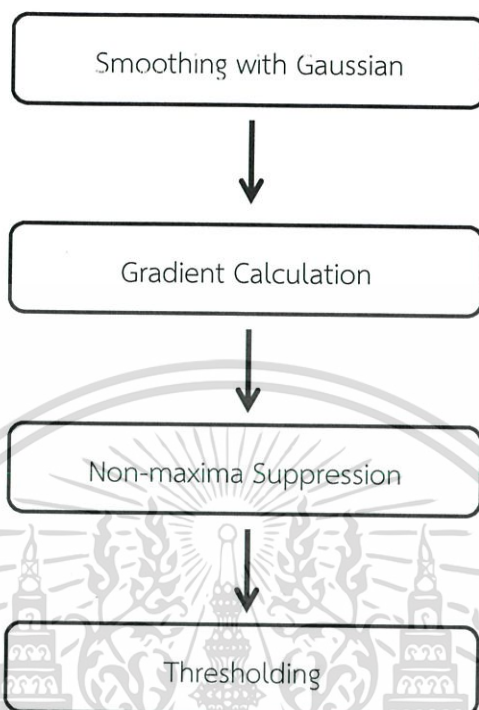 Smoothing with Gaussian
Gradient Calculation
Non-maxima Suppression
Thresholding